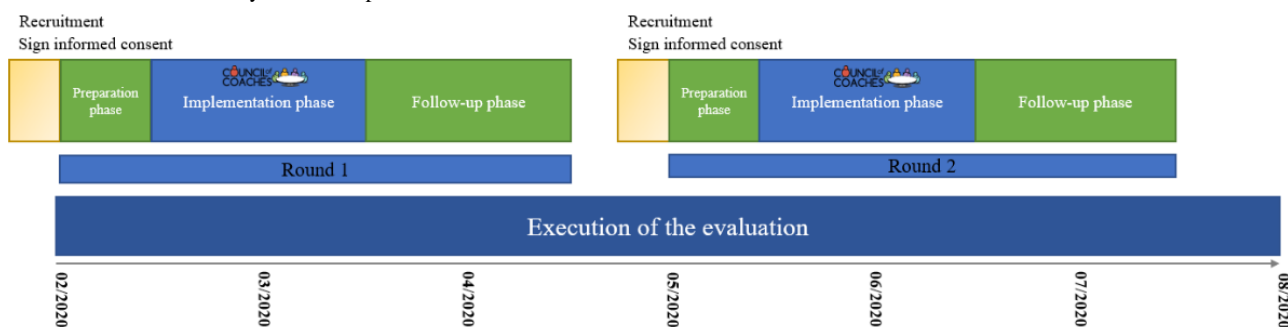 Recruitment
Sign informed consent
Preparation
phase
COUNCIL of
COACHES
Implementation phase
Follow-up phase
Round 1
Recruitment
Sign informed consent
Preparation
phase
COUNCIL of
COACHES
Implementation phase
Follow-up phase
Round 2
Execution of the evaluation
02/2020
03/2020
04/2020
05/2020
06/2020
07/2020
08/2020